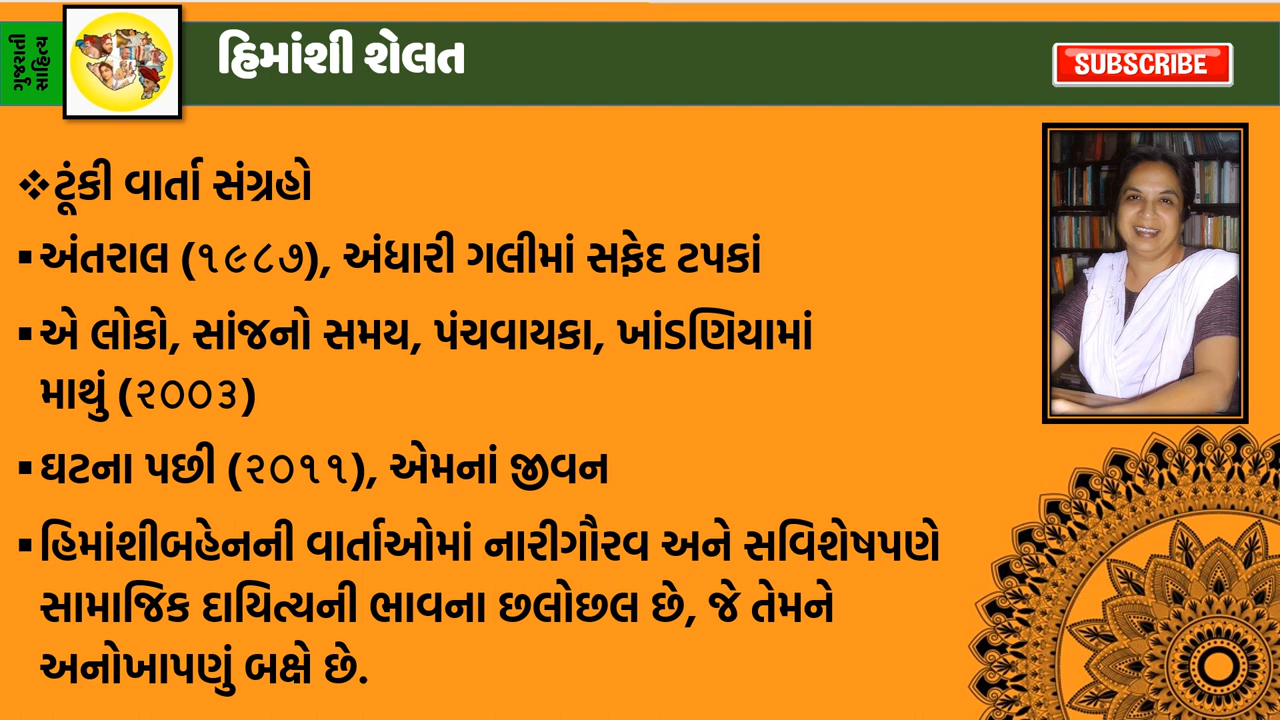 ગુજરાતી
સાહિત્ય
હિમાંશી શેલત
SUBSCRIBE
❖ટૂંકી વાર્તા સંગ્રહો
▪અંતરાલ (૧૯૮૭), અંધારી ગલીમાં સફેદ ટપકાં
▪એ લોકો, સાંજનો સમય, પંચવાયકા, ખાંડણિયામાં
માથું (૨૦૦૩)
▪ઘટના પછી (૨૦૧૧), એમનાં જીવન
▪હિમાંશીબહેનની વાર્તાઓમાં નારીગૌરવ અને સવિશેષપણે
સામાજિક દાયિત્યની ભાવના છલોછલ છે, જે તેમને
અનોખાપણું બક્ષે છે.